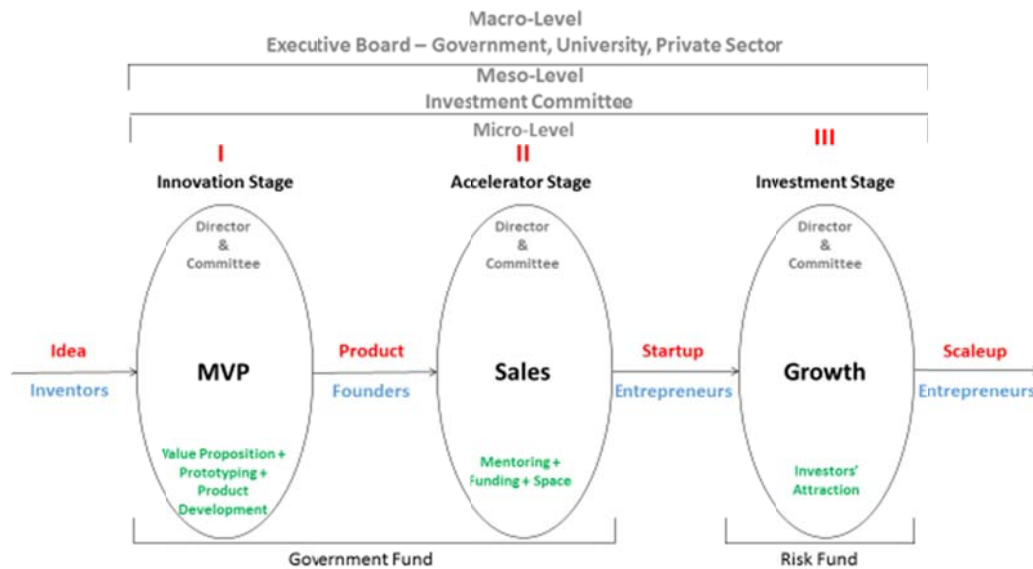 Macro-Level
Executive Board – Government, University, Private Sector
Meso-Level
Investment Committee
Micro-Level
I
II
III
Innovation Stage
Accelerator Stage
Investment Stage
Director
&
Committee
Director
&
Committee
Director
&
Committee
Idea
Inventors
MVP
Product
Founders
Sales
Startup
Entrepreneurs
Growth
Scaleup
Entrepreneurs
Value Proposition +
Prototyping +
Product
Development
Mentoring +
Funding + Space
Investors'
Attraction
Government Fund
Risk Fund